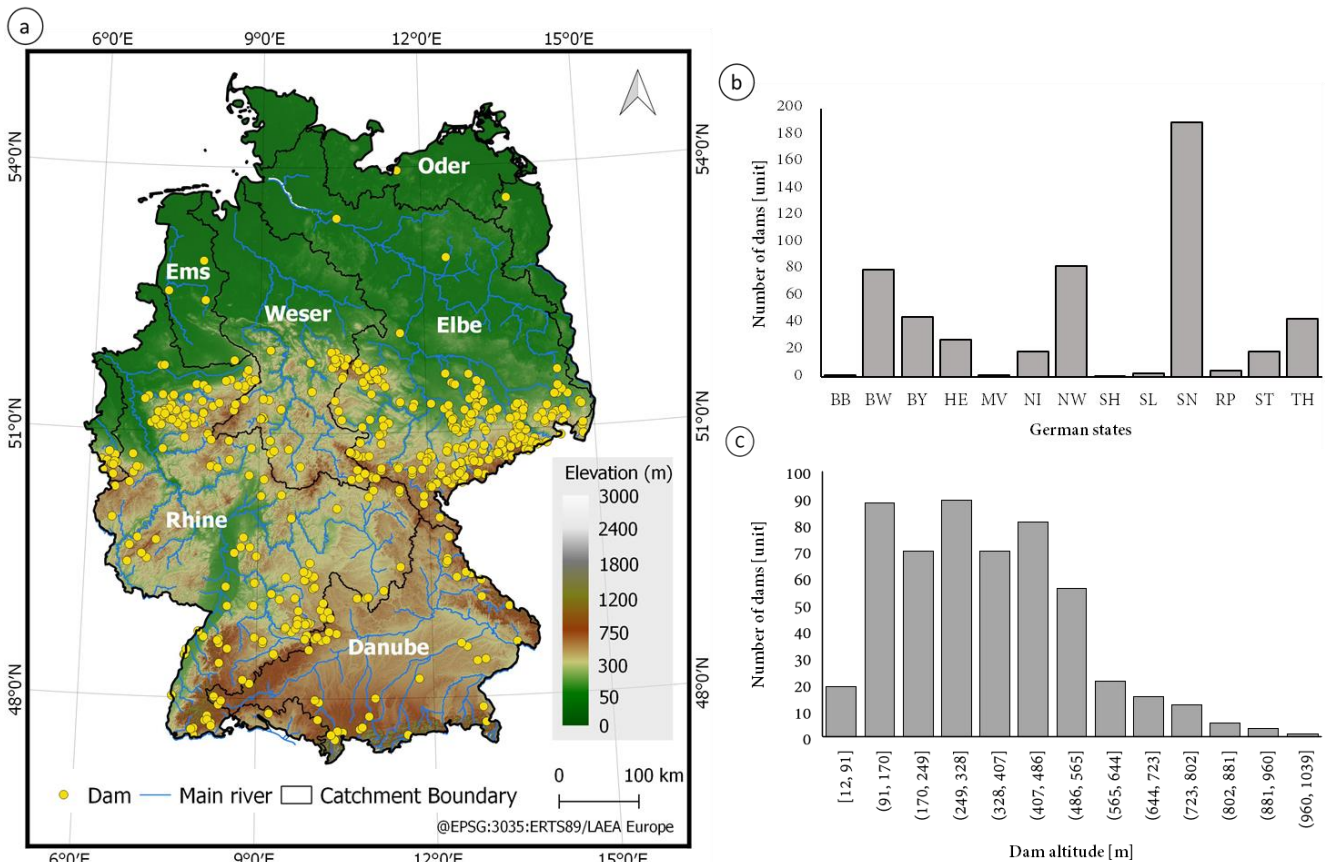 a
6°0'E 9°0'E 12°0'E 15°0'E
54°0'N
54°0'N
51°0'N
51°0'N
48°0'N
48°0'N
Oder
Ems
Weser
Elbe
Rhine
Danube
Elevation (m)
3000
2400
1800
1200
750
300
50
0
0 100 km
Dam Main river Catchment Boundary
@EPSG:3035:ERTS89/LAEA Europe
6°0'E 9°0'E 12°0'E 15°0'E
b
Number of dams [unit]
200
180
160
140
120
100
80
60
40
20
0
BB BW BY HE MV NI NW SH SL SN RP ST TH
German states
c
Number of dams [unit]
100
90
80
70
60
50
40
30
20
10
0
[12, 91]
(91, 170]
(170, 249]
(249, 328]
(328, 407]
(407, 486]
(486, 565]
(565, 644]
(644, 723]
(723, 802]
(802, 881]
(881, 960]
(960, 1039]
Dam altitude [m]